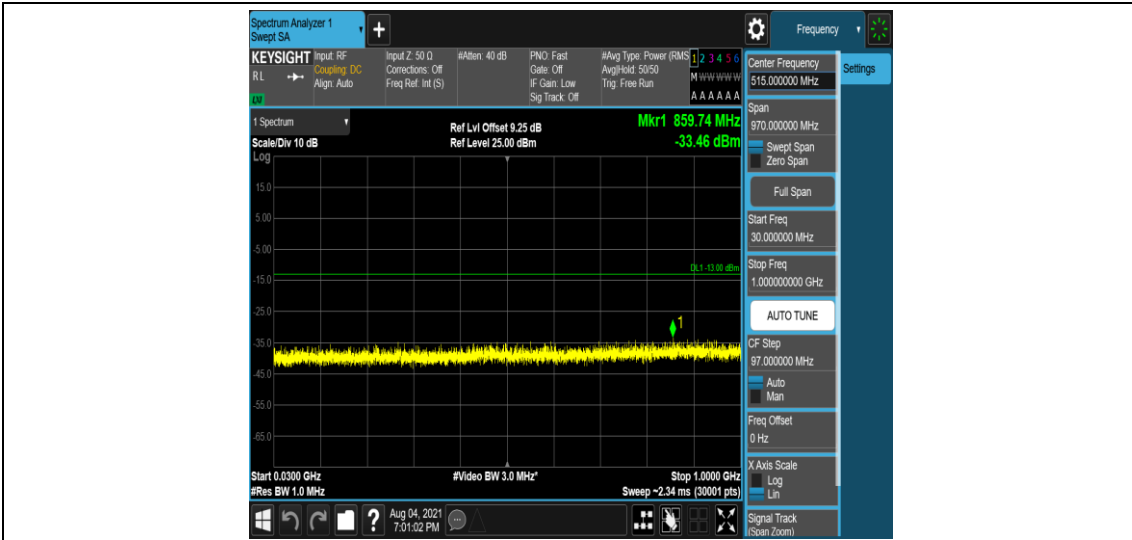 Spectrum Analyzer 1
Swept SA
+
Frequency
KEYSIGHT
RL
LXI
Input: RF
Coupling: DC
Align: Auto
Input Z: 50 Ω
Corrections: Off
Freq Ref: Int (S)
#Atten: 40 dB
PNO: Fast
Gate: Off
IF Gain: Low
Sig Track: Off
#Avg Type: Power (RMS
Avg|Hold: 50/50
Trig: Free Run
1 2 3 4 5 6
M W W W W W
A A A A A A
Center Frequency
515.000000 MHz
Settings
1 Spectrum
Ref Lvl Offset 9.25 dB
Mkr1 859.74 MHz
Scale/Div 10 dB
Ref Level 25.00 dBm
-33.46 dBm
Log
15.0
5.00
-5.00
DL1 -13.00 dBm
-15.0
-25.0
1
-35.0
-45.0
-55.0
-65.0
Start 0.0300 GHz
#Video BW 3.0 MHz*
Stop 1.0000 GHz
#Res BW 1.0 MHz
Sweep ~2.34 ms (30001 pts)
Span
970.000000 MHz
Swept Span
Zero Span
Full Span
Start Freq
30.000000 MHz
Stop Freq
1.000000000 GHz
AUTO TUNE
CF Step
97.000000 MHz
Auto
Man
Freq Offset
0 Hz
X Axis Scale
Log
Lin
Signal Track
(Span Zoom)
?
Aug 04, 2021
7:01:02 PM